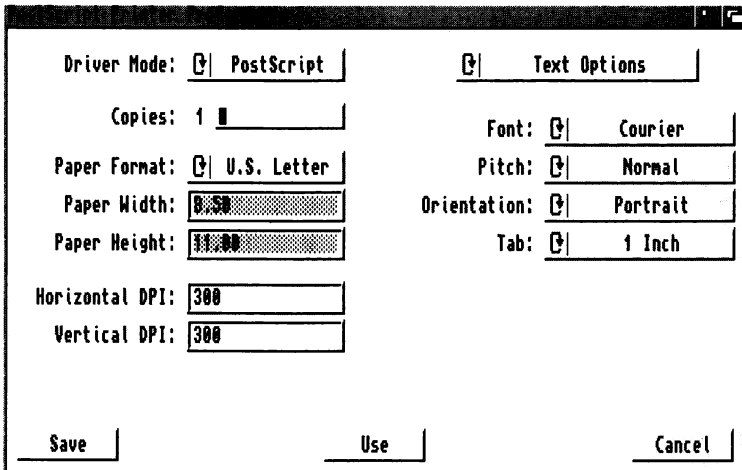 Driver Mode: PostScript
Text Options
Copies: 1
Font: Courier
Paper Format: U.S. Letter
Pitch: Normal
Paper Width: 8.50
Orientation: Portrait
Paper Height: 11.00
Tab: 1 Inch
Horizontal DPI: 300
Vertical DPI: 300
Save Use Cancel